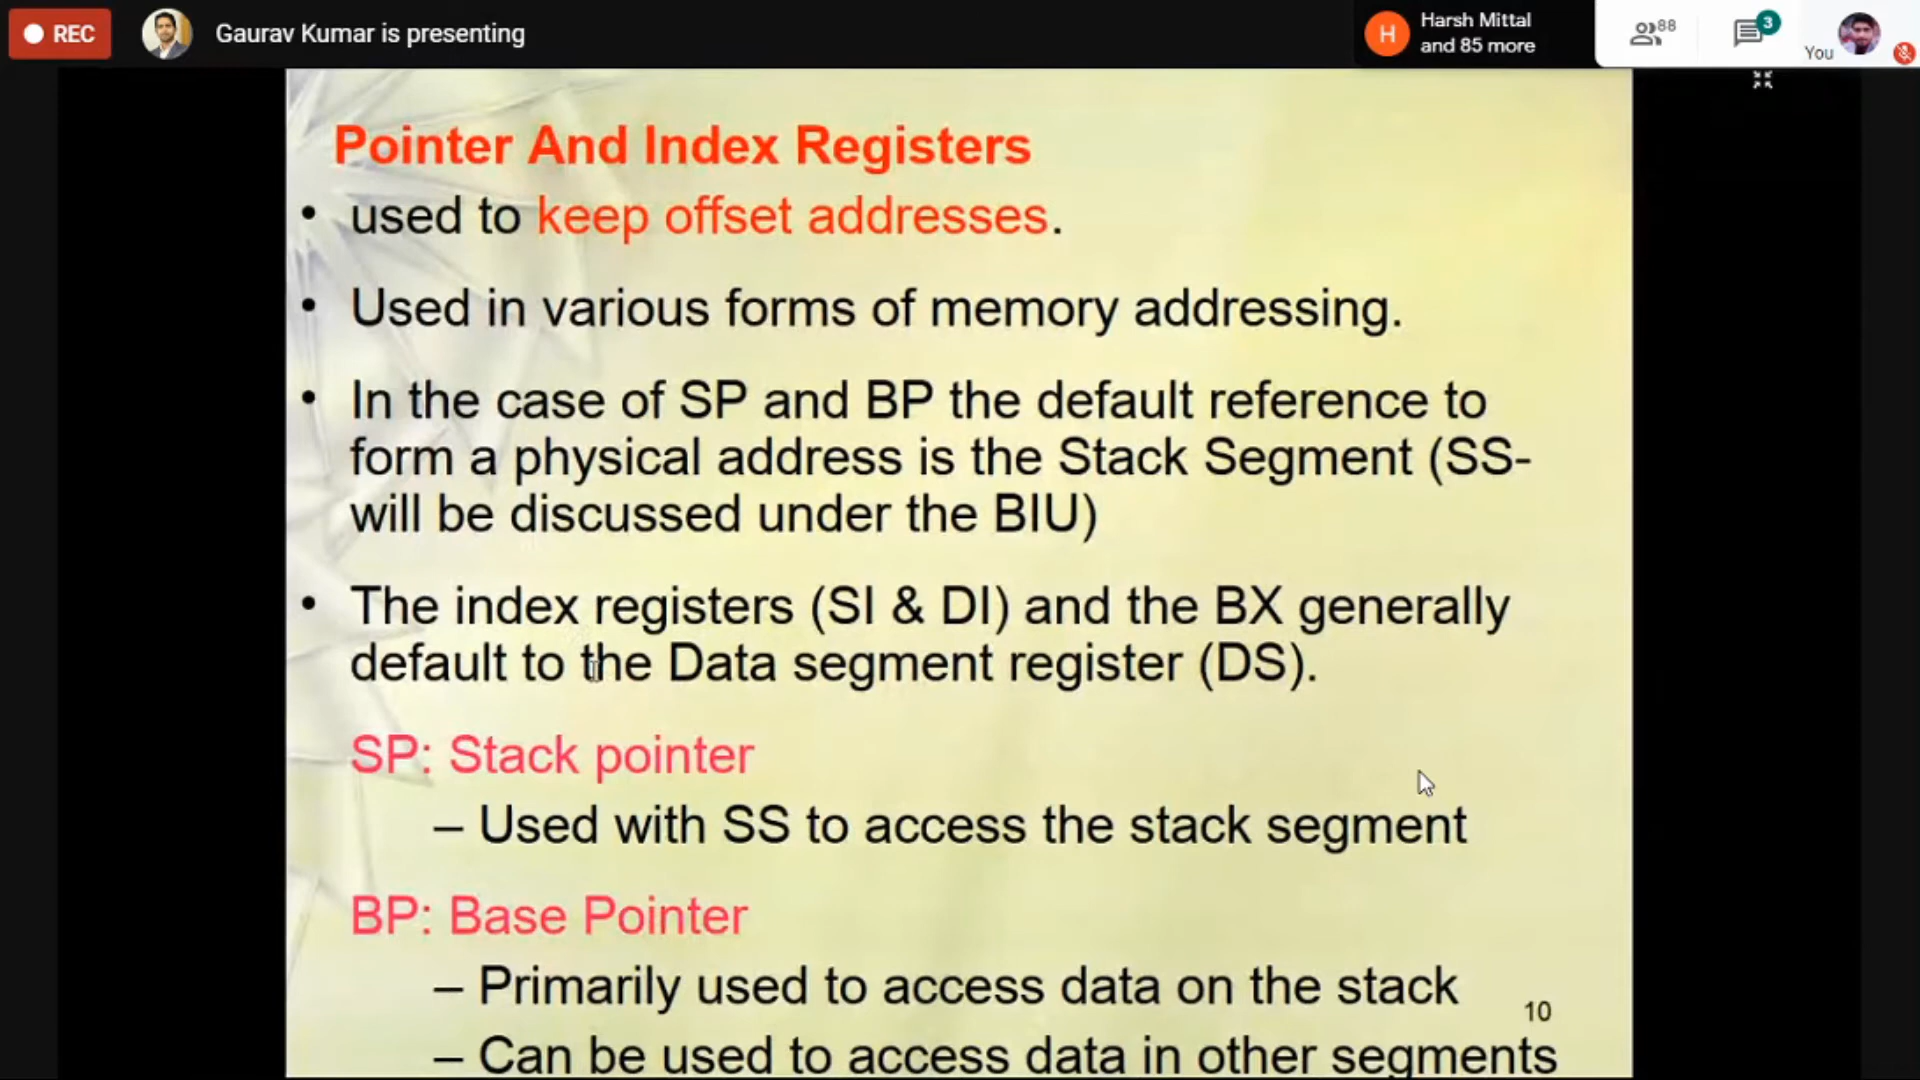 REC
Gaurav Kumar is presenting
H
Harsh Mittal
and 85 more
88
3
You
Pointer And Index Registers
• used to keep offset addresses.
• Used in various forms of memory addressing.
• In the case of SP and BP the default reference to
form a physical address is the Stack Segment (SS-
will be discussed under the BIU)
• The index registers (SI & DI) and the BX generally
default to the Data segment register (DS).
SP: Stack pointer
– Used with SS to access the stack segment
BP: Base Pointer
– Primarily used to access data on the stack
10
– Can be used to access data in other segments